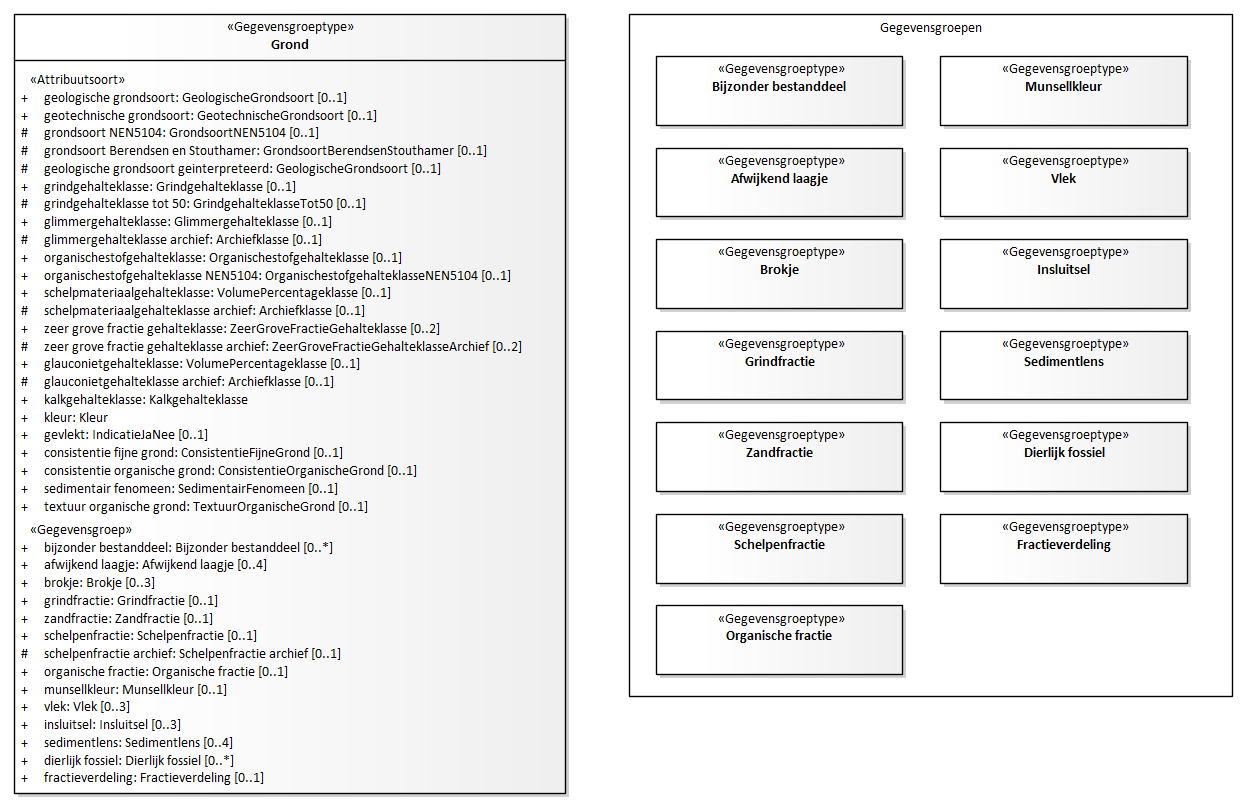 «Gegevensgroeptype»
Grond
«Attribuutsoort»
+ geologische grondsoort: GeologischeGrondsoort [0..1]
+ geotechnische grondsoort: GeotechnischeGrondsoort [0..1]
# grondsoort NEN5104: GrondsoortNEN5104 [0..1]
# grondsoort Berendsen en Stouthamer: GrondsoortBerendsenStouthamer [0..1]
# geologische grondsoort geinterpreteerd: GeologischeGrondsoort [0..1]
+ grindgehalteklasse: Grindgehalteklasse [0..1]
# grindgehalteklasse tot 50: GrindgehalteklasseTot50 [0..1]
+ glimmergehalteklasse: Glimmergehalteklasse [0..1]
# glimmergehalteklasse archief: Archiefklasse [0..1]
+ organischestofgehalteklasse: Organischestofgehalteklasse [0..1]
+ organischestofgehalteklasse NEN5104: OrganischestofgehalteklasseNEN5104 [0..1]
+ schelpmateriaalgehalteklasse: VolumePercentageklasse [0..1]
# schelpmateriaalgehalteklasse archief: Archiefklasse [0..1]
+ zeer grove fractie gehalteklasse: ZeerGroveFractieGehalteklasse [0..2]
# zeer grove fractie gehalteklasse archief: ZeerGroveFractieGehalteklasseArchief [0..2]
+ glauconietgehalteklasse: VolumePercentageklasse [0..1]
# glauconietgehalteklasse archief: Archiefklasse [0..1]
+ kalkgehalteklasse: Kalkgehalteklasse
+ kleur: Kleur
+ gevlekt: IndicatieJaNee [0..1]
+ consistentie fijne grond: ConsistentieFijneGrond [0..1]
+ consistentie organische grond: ConsistentieOrganischeGrond [0..1]
+ sedimentair fenomeen: SedimentairFenomeen [0..1]
+ textuur organische grond: TextuurOrganischeGrond [0..1]
«Gegevensgroep»
+ bijzonder bestanddeel: Bijzonder bestanddeel [0..*]
+ afwijkend laagje: Afwijkend laagje [0..4]
+ brokje: Brokje [0..3]
+ grindfractie: Grindfractie [0..1]
+ zandfractie: Zandfractie [0..1]
+ schelpenfractie: Schelpenfractie [0..1]
# schelpenfractie archief: Schelpenfractie archief [0..1]
+ organische fractie: Organische fractie [0..1]
+ munsellkleur: Munsellkleur [0..1]
+ vlek: Vlek [0..3]
+ insluitsel: Insluitsel [0..3]
+ sedimentlens: Sedimentlens [0..4]
+ dierlijk fossiel: Dierlijk fossiel [0..*]
+ fractieverdeling: Fractieverdeling [0..1]
Gegevensgroepen
«Gegevensgroeptype»
Bijzonder bestanddeel
«Gegevensgroeptype»
Munsellkleur
«Gegevensgroeptype»
Afwijkend laagje
«Gegevensgroeptype»
Vlek
«Gegevensgroeptype»
Brokje
«Gegevensgroeptype»
Insluitsel
«Gegevensgroeptype»
Grindfractie
«Gegevensgroeptype»
Sedimentlens
«Gegevensgroeptype»
Zandfractie
«Gegevensgroeptype»
Dierlijk fossiel
«Gegevensgroeptype»
Schelpenfractie
«Gegevensgroeptype»
Fractieverdeling
«Gegevensgroeptype»
Organische fractie